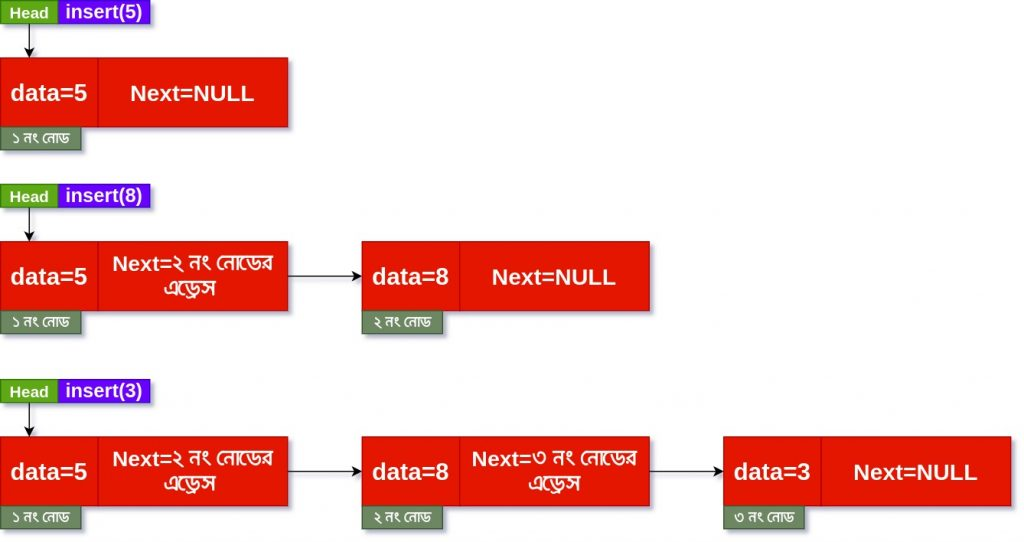 Head insert(5)
data=5 Next=NULL
১ নং নোড
Head insert(8)
data=5 Next=২ নং নোডের
এড্রেস
data=8 Next=NULL
১ নং নোড
২ নং নোড
Head insert(3)
data=5 Next=২ নং নোডের
এড্রেস
data=8 Next=৩ নং নোডের
এড্রেস
data=3 Next=NULL
১ নং নোড
২ নং নোড
৩ নং নোড